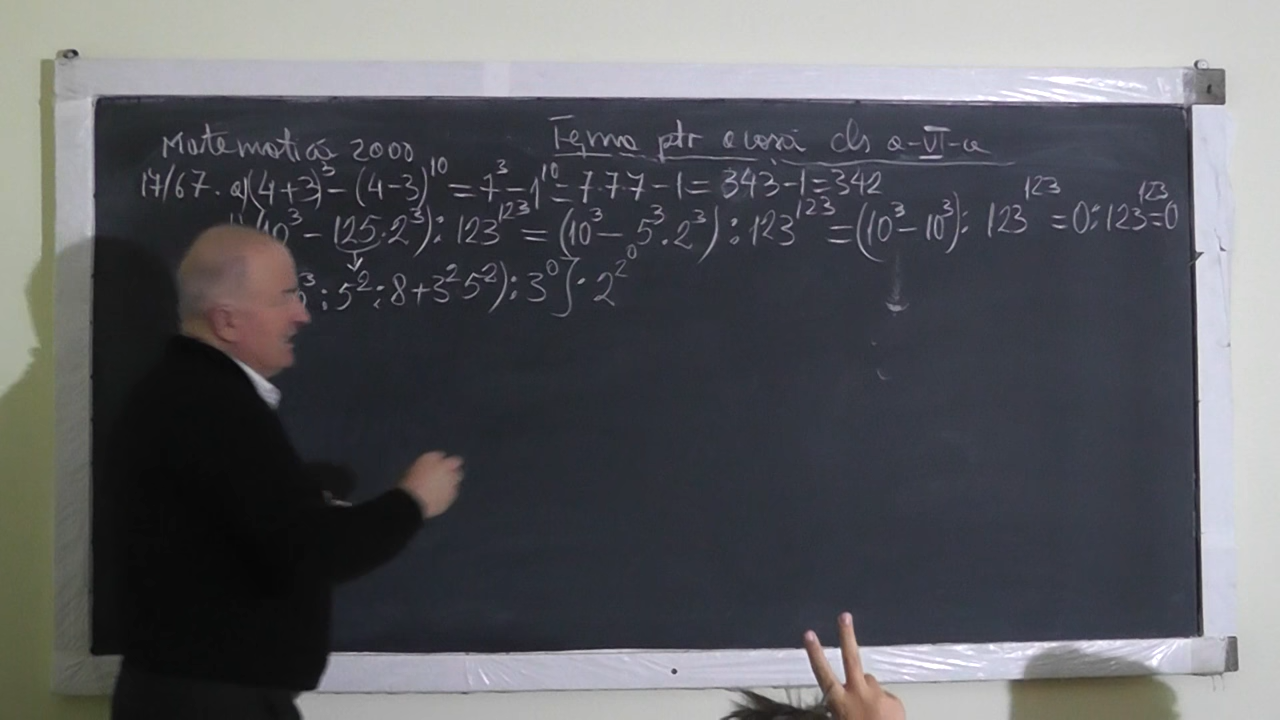 Matematică 2000 Temă ptr acasă cls a-VI-a
17/67. a) (4+3)³-(4-3)¹⁰=7³-1¹⁰=7·7·7-1=343-1=342
(10³-125·2³):123¹²³=(10³-5³·2³):123¹²³=(10³-10³):123¹²³=0:123¹²³=0
³:5²:8+3²5²):3⁰]·2^2^0